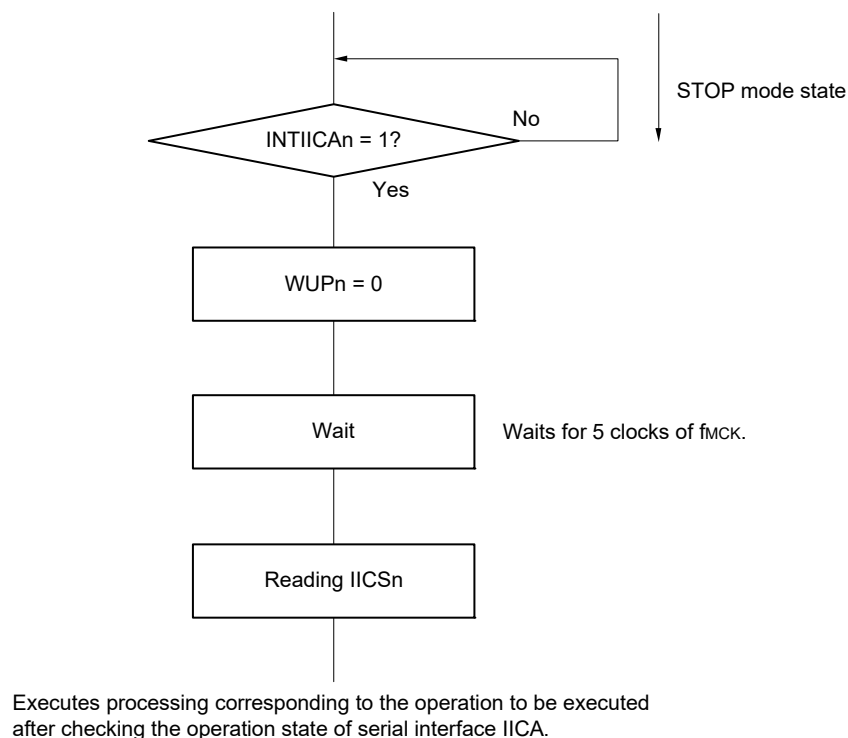 STOP mode state
No
INTIICAn = 1?
Yes
WUPn = 0
Wait
Waits for 5 clocks of fMCK.
Reading IICSn
Executes processing corresponding to the operation to be executed
after checking the operation state of serial interface IICA.